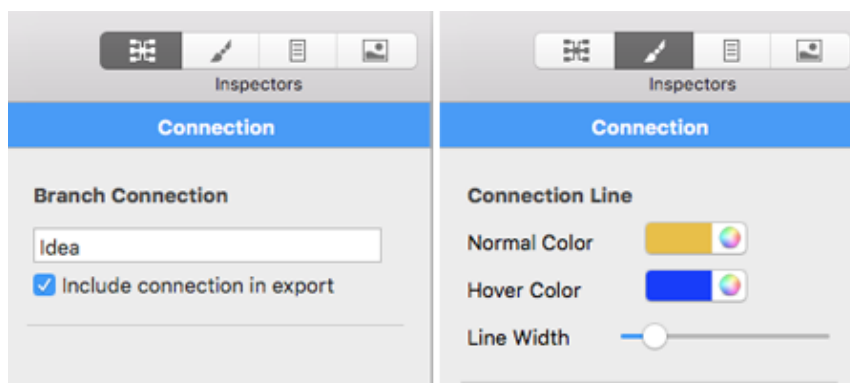 Inspectors
Connection
Branch Connection
Idea
Include connection in export
Inspectors
Connection
Connection Line
Normal Color
Hover Color
Line Width